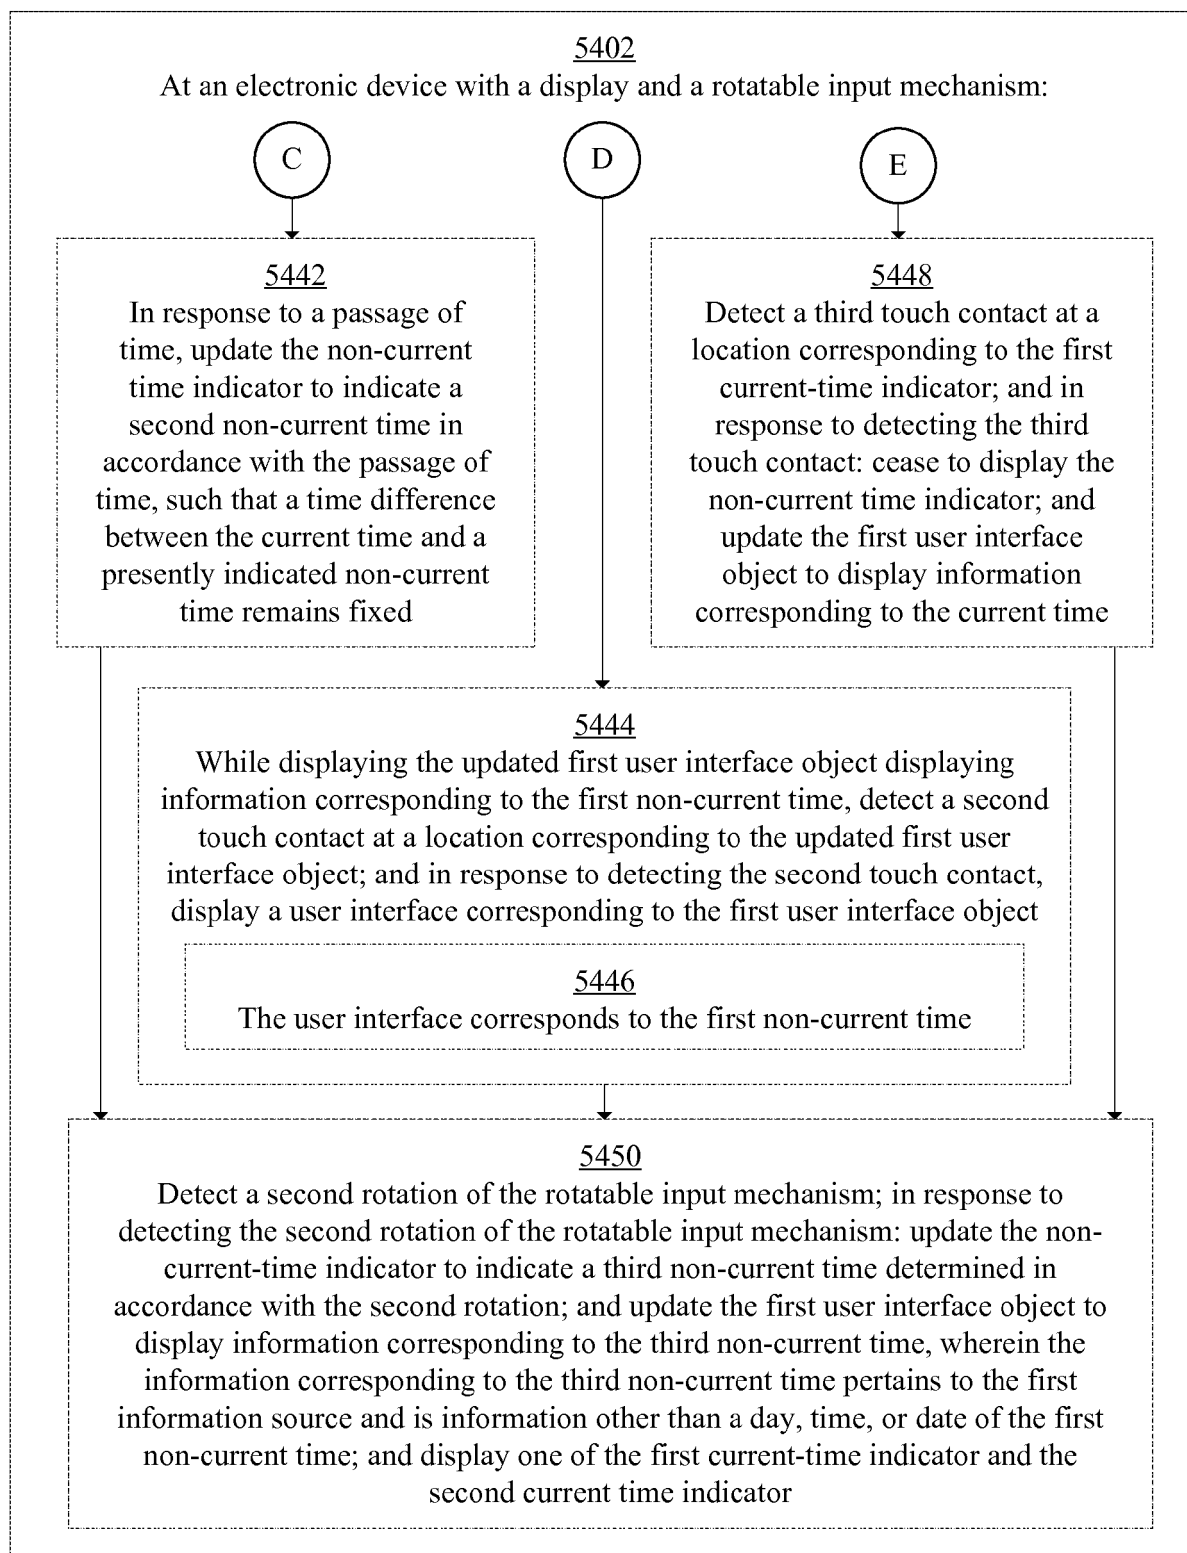 5402
At an electronic device with a display and a rotatable input mechanism:
C
D
E
5442
In response to a passage of
time, update the non-current
time indicator to indicate a
second non-current time in
accordance with the passage of
time, such that a time difference
between the current time and a
presently indicated non-current
time remains fixed
5448
Detect a third touch contact at a
location corresponding to the first
current-time indicator; and in
response to detecting the third
touch contact: cease to display the
non-current time indicator; and
update the first user interface
object to display information
corresponding to the current time
5444
While displaying the updated first user interface object displaying
information corresponding to the first non-current time, detect a second
touch contact at a location corresponding to the updated first user
interface object; and in response to detecting the second touch contact,
display a user interface corresponding to the first user interface object
5446
The user interface corresponds to the first non-current time
5450
Detect a second rotation of the rotatable input mechanism; in response to
detecting the second rotation of the rotatable input mechanism: update the non-
current-time indicator to indicate a third non-current time determined in
accordance with the second rotation; and update the first user interface object to
display information corresponding to the third non-current time, wherein the
information corresponding to the third non-current time pertains to the first
information source and is information other than a day, time, or date of the first
non-current time; and display one of the first current-time indicator and the
second current time indicator